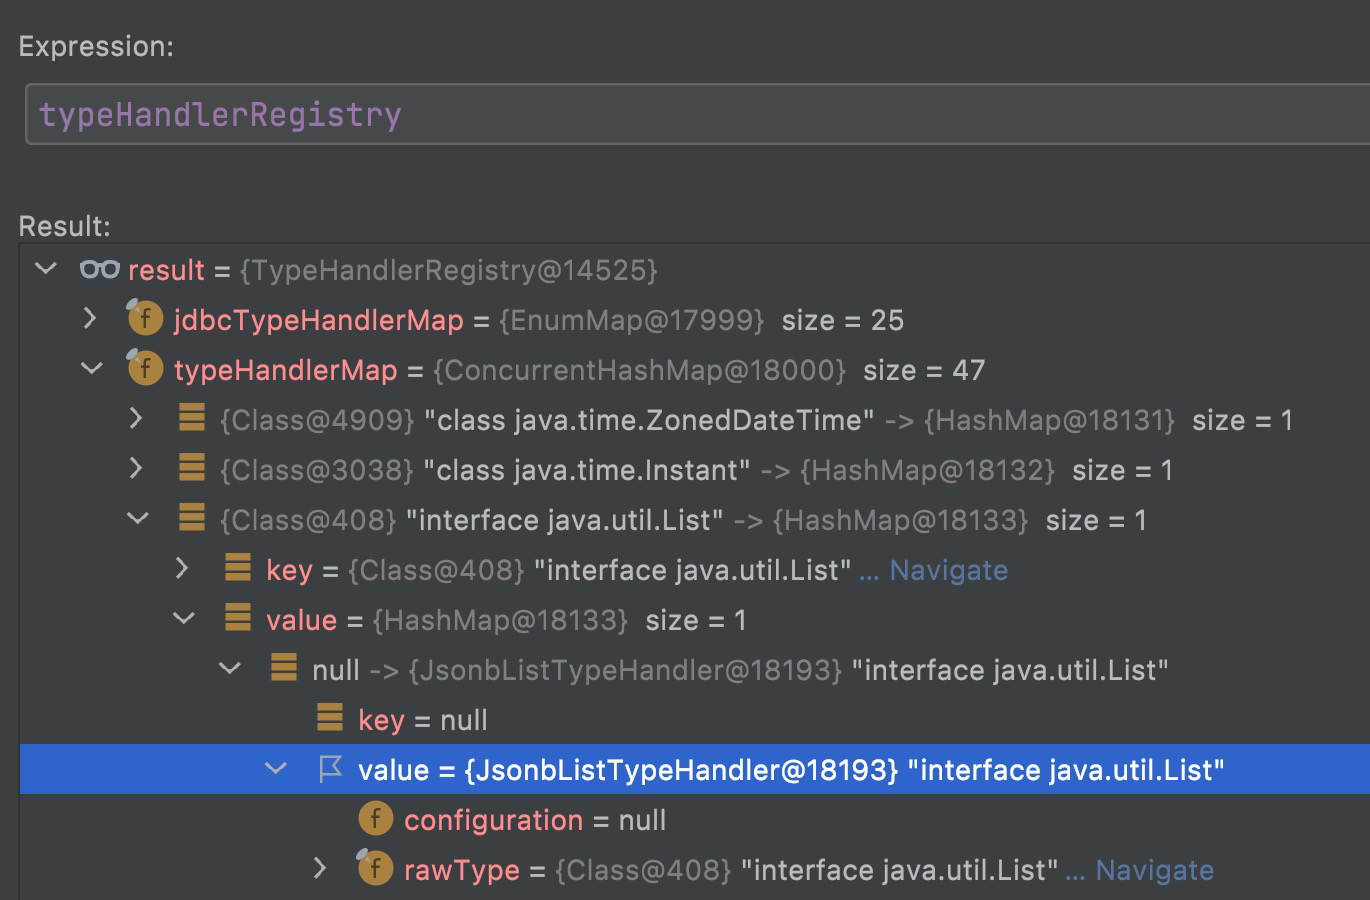 Expression:
typeHandlerRegistry
Result:
result = {TypeHandlerRegistry@14525}
f jdbcTypeHandlerMap = {EnumMap@17999} size = 25
f typeHandlerMap = {ConcurrentHashMap@18000} size = 47
{Class@4909} "class java.time.ZonedDateTime" -> {HashMap@18131} size = 1
{Class@3038} "class java.time.Instant" -> {HashMap@18132} size = 1
{Class@408} "interface java.util.List" -> {HashMap@18133} size = 1
key = {Class@408} "interface java.util.List" ... Navigate
value = {HashMap@18133} size = 1
null -> {JsonbListTypeHandler@18193} "interface java.util.List"
key = null
value = {JsonbListTypeHandler@18193} "interface java.util.List"
f configuration = null
f rawType = {Class@408} "interface java.util.List" ... Navigate